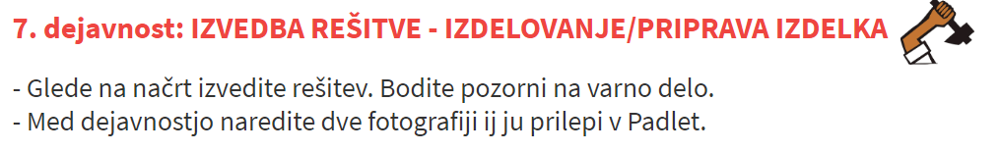 7. dejavnost: IZVEDBA REŠITVE - IZDELOVANJE/PRIPRAVA IZDELKA
- Glede na načrt izvedite rešitev. Bodite pozorni na varno delo.
- Med dejavnostjo naredite dve fotografiji ij ju prilepi v Padlet.